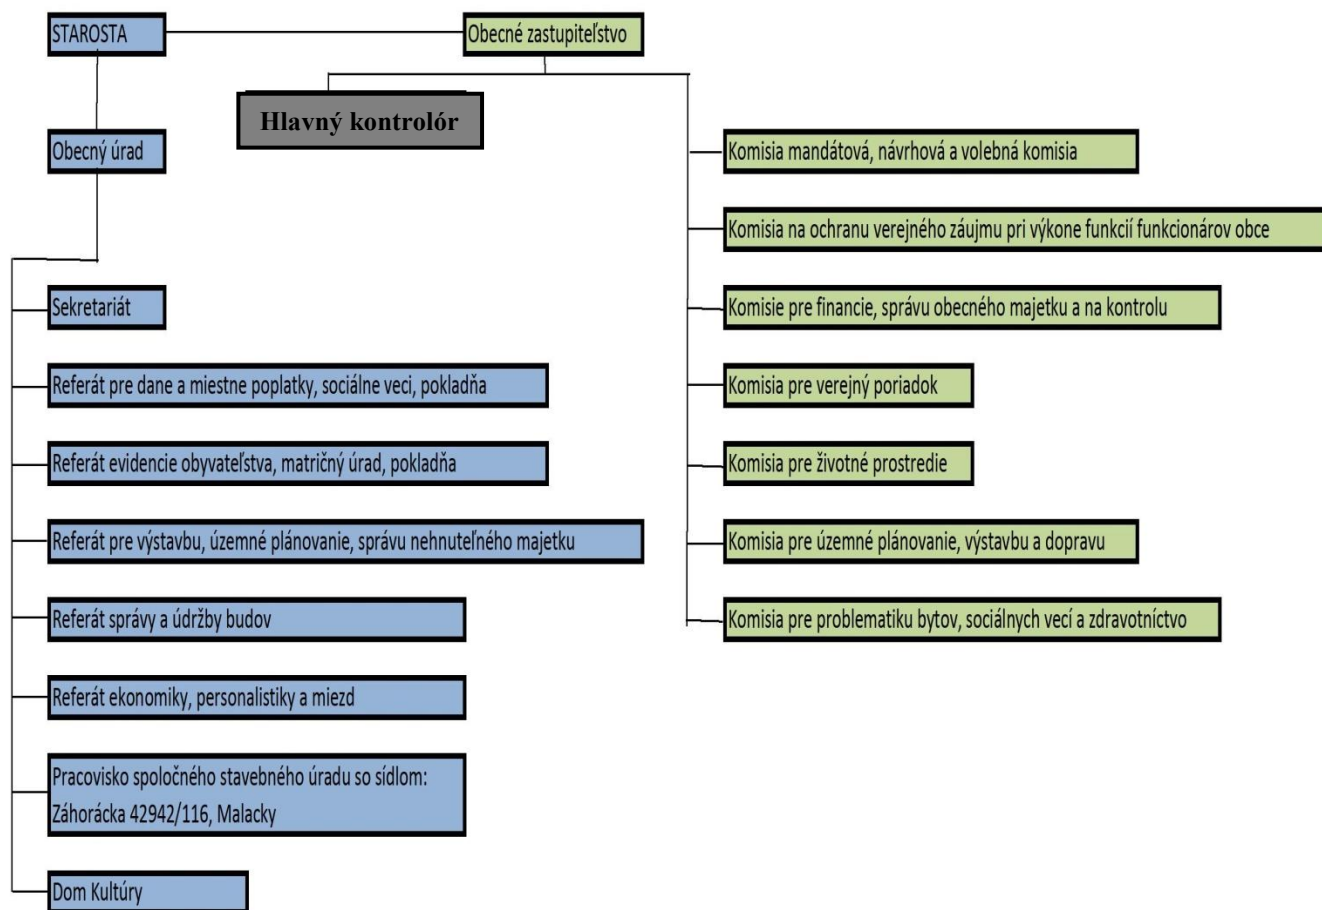 STAROSTA
Obecné zastupiteľstvo
Hlavný kontrolór
Obecný úrad
Sekretariát
Referát pre dane a miestne poplatky, sociálne veci, pokladňa
Referát evidencie obyvateľstva, matričný úrad, pokladňa
Referát pre výstavbu, územné plánovanie, správu nehnuteľného majetku
Referát správy a údržby budov
Referát ekonomiky, personalistiky a miezd
Pracovisko spoločného stavebného úradu so sídlom:
Záhorácka 42942/116, Malacky
Dom Kultúry
Komisia mandátová, návrhová a volebná komisia
Komisia na ochranu verejného záujmu pri výkone funkcií funkcionárov obce
Komisie pre financie, správu obecného majetku a na kontrolu
Komisia pre verejný poriadok
Komisia pre životné prostredie
Komisia pre územné plánovanie, výstavbu a dopravu
Komisia pre problematiku bytov, sociálnych vecí a zdravotníctvo